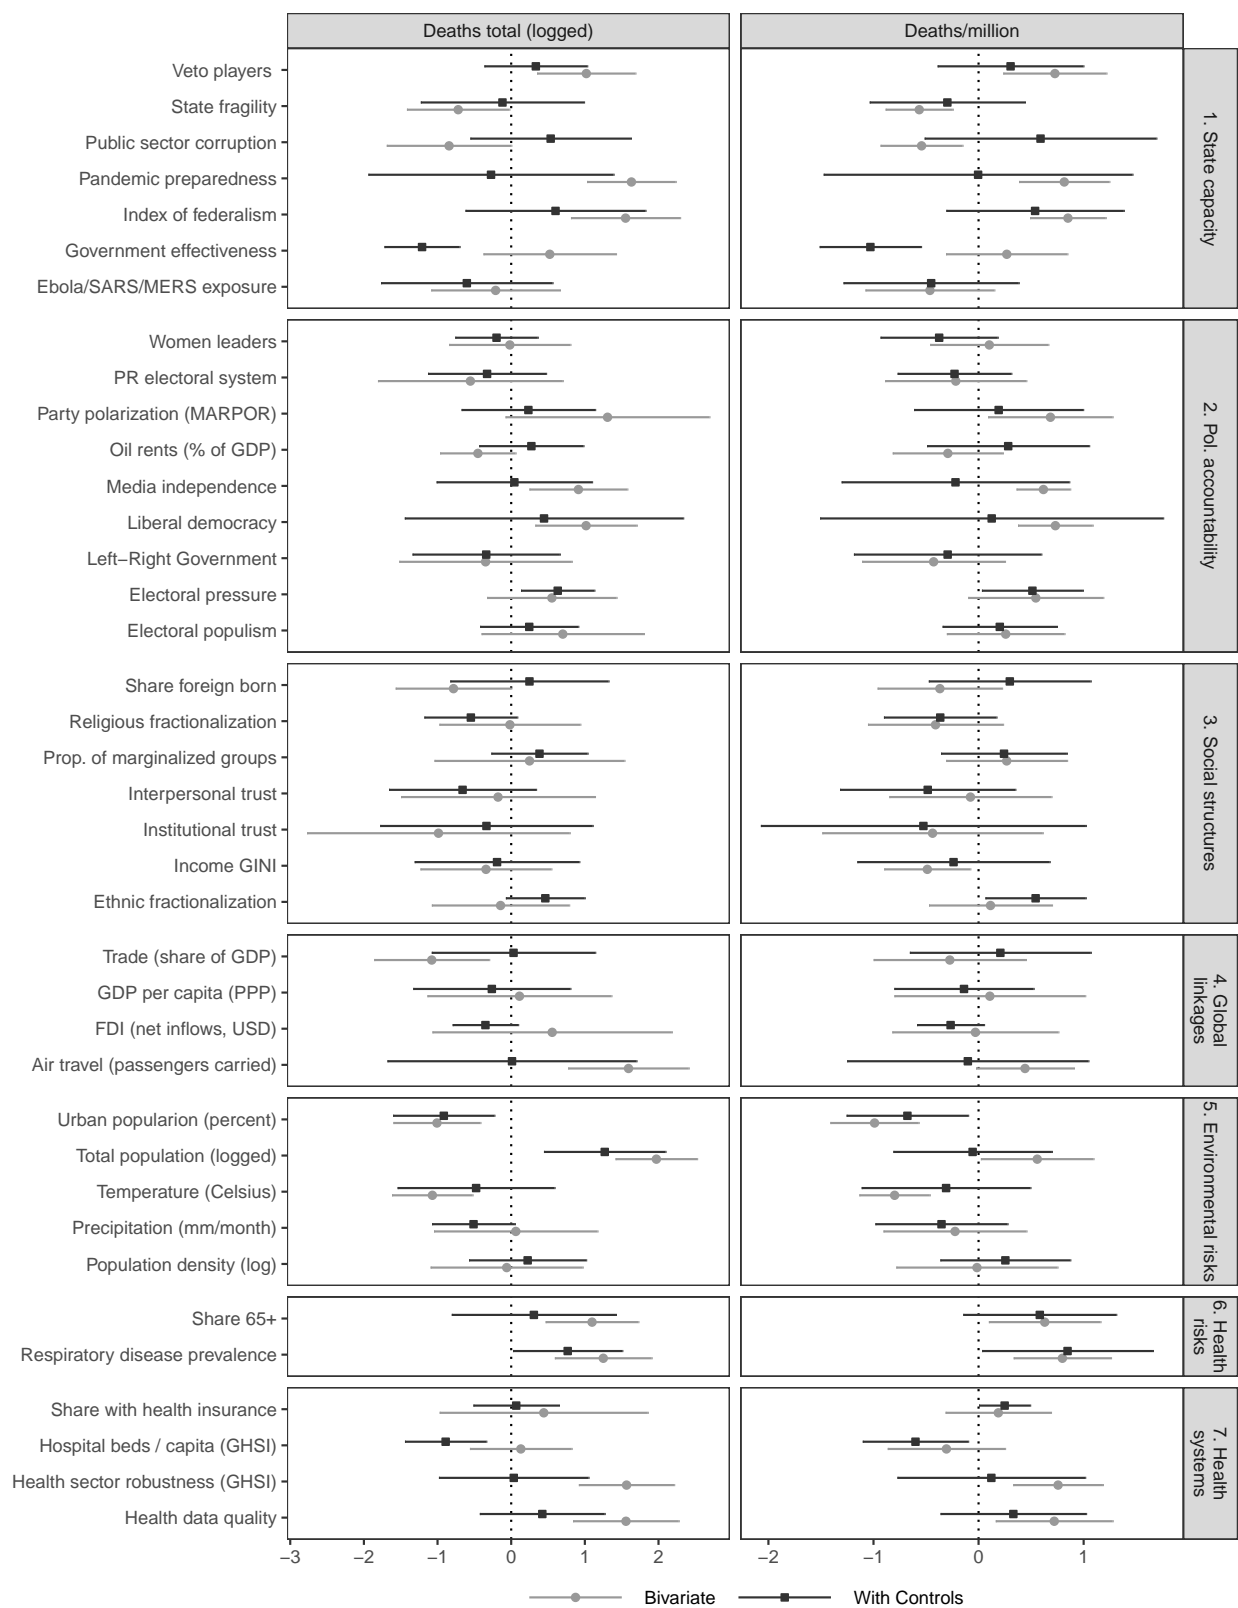 Deaths total (logged)
Deaths/million
Veto players
State fragility
Public sector corruption
Pandemic preparedness
Index of federalism
Government effectiveness
Ebola/SARS/MERS exposure
1. State capacity
Women leaders
PR electoral system
Party polarization (MARPOR)
Oil rents (% of GDP)
Media independence
Liberal democracy
Left−Right Government
Electoral pressure
Electoral populism
2. Pol. accountability
Share foreign born
Religious fractionalization
Prop. of marginalized groups
Interpersonal trust
Institutional trust
Income GINI
Ethnic fractionalization
3. Social structures
Trade (share of GDP)
GDP per capita (PPP)
FDI (net inflows, USD)
Air travel (passengers carried)
4. Global
linkages
Urban popularion (percent)
Total population (logged)
Temperature (Celsius)
Precipitation (mm/month)
Population density (log)
5. Environmental risks
Share 65+
Respiratory disease prevalence
6. Health
risks
Share with health insurance
Hospital beds / capita (GHSI)
Health sector robustness (GHSI)
Health data quality
7. Health
systems
−3 −2 −1 0 1 2
−2 −1 0 1
Bivariate
With Controls